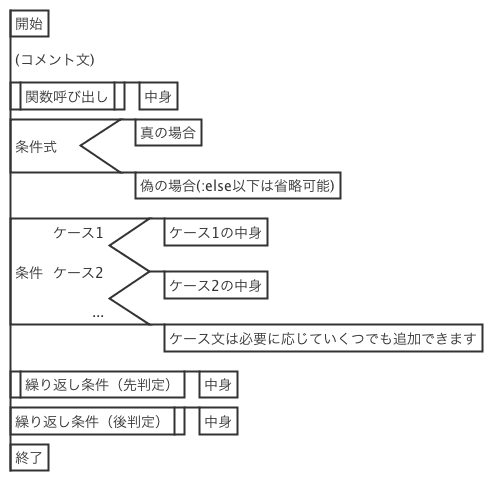 開始
(コメント文)
関数呼び出し 中身
真の場合
条件式
偽の場合(:else以下は省略可能)
ケース1 ケース1の中身
条件 ケース2 ケース2の中身
...
ケース文は必要に応じていくつでも追加できます
繰り返し条件（先判定） 中身
繰り返し条件（後判定） 中身
終了